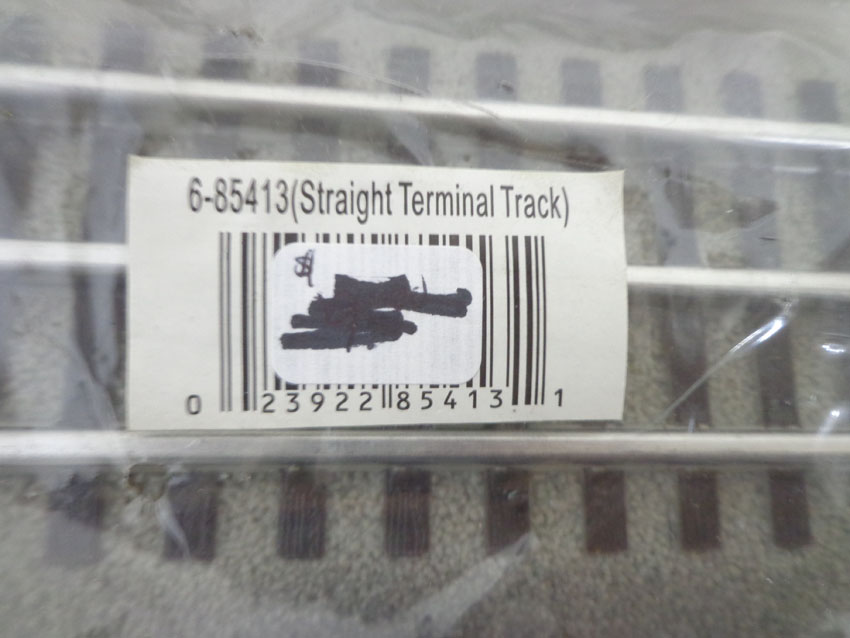 6-85413(Straight Terminal Track)
0 23922 85413 1